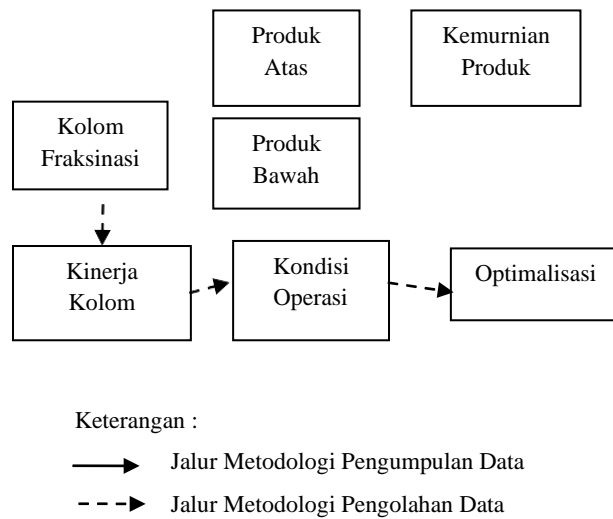 Produk
Atas
Kemurnian
Produk
Kolom
Fraksinasi
Produk
Bawah
Kinerja
Kolom
Kondisi
Operasi
Optimalisasi
Keterangan :
Jalur Metodologi Pengumpulan Data
Jalur Metodologi Pengolahan Data